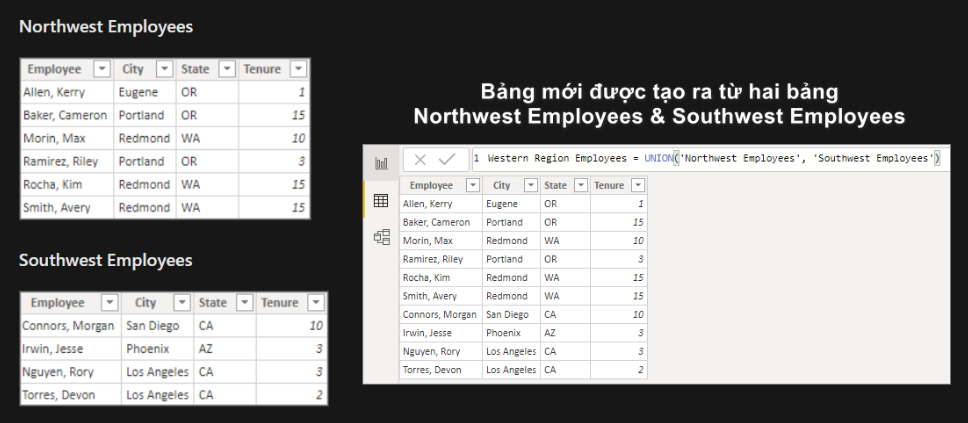 Northwest Employees
Employee City State Tenure
Allen, Kerry Eugene OR 1
Baker, Cameron Portland OR 15
Morin, Max Redmond WA 10
Ramirez, Riley Portland OR 3
Rocha, Kim Redmond WA 15
Smith, Avery Redmond WA 15
Southwest Employees
Employee City State Tenure
Connors, Morgan San Diego CA 10
Irwin, Jesse Phoenix AZ 3
Nguyen, Rory Los Angeles CA 3
Torres, Devon Los Angeles CA 2
Bảng mới được tạo ra từ hai bảng
Northwest Employees & Southwest Employees
1 Western Region Employees = UNION('Northwest Employees', 'Southwest Employees')
Employee City State Tenure
Allen, Kerry Eugene OR 1
Baker, Cameron Portland OR 15
Morin, Max Redmond WA 10
Ramirez, Riley Portland OR 3
Rocha, Kim Redmond WA 15
Smith, Avery Redmond WA 15
Connors, Morgan San Diego CA 10
Irwin, Jesse Phoenix AZ 3
Nguyen, Rory Los Angeles CA 3
Torres, Devon Los Angeles CA 2